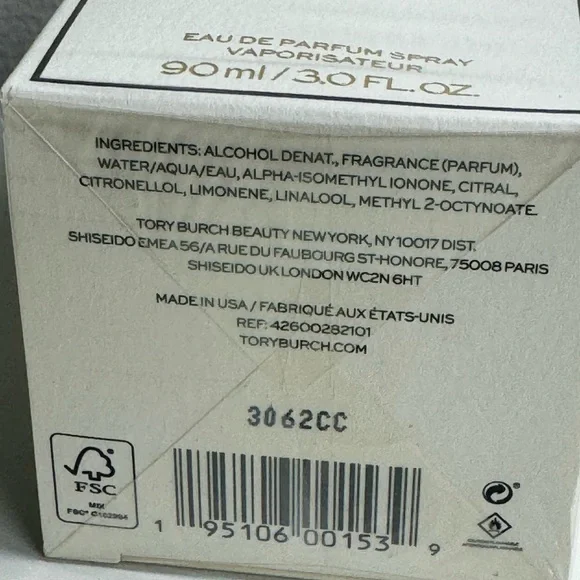 EAU DE PARFUM SPRAY
VAPORISATEUR
90 ml / 3.0 FL. OZ.
INGREDIENTS: ALCOHOL DENAT., FRAGRANCE (PARFUM),
WATER/AQUA/EAU, ALPHA-ISOMETHYL IONONE, CITRAL,
CITRONELLOL, LIMONENE, LINALOOL, METHYL 2-OCTYNOATE.
TORY BURCH BEAUTY NEW YORK, NY 10017 DIST.
SHISEIDO EMEA 56/A RUE DU FAUBOURG ST-HONORE, 75008 PARIS
SHISEIDO UK LONDON WC2N 6HT
MADE IN USA / FABRIQUÉ AUX ÉTATS-UNIS
REF: 42600282101
TORYBURCH.COM
3062CC
FSC
MIX
1 95106 00153 9